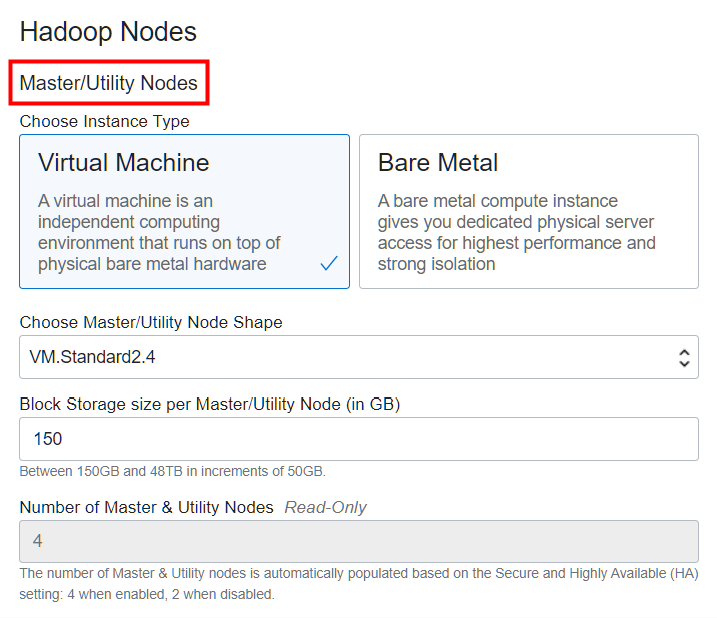 Hadoop Nodes
Master/Utility Nodes
Choose Instance Type
Virtual Machine
A virtual machine is an
independent computing
environment that runs on top of
physical bare metal hardware
Bare Metal
A bare metal compute instance
gives you dedicated physical server
access for highest performance and
strong isolation
Choose Master/Utility Node Shape
VM.Standard2.4
Block Storage size per Master/Utility Node (in GB)
150
Between 150GB and 48TB in increments of 50GB.
Number of Master & Utility Nodes Read-Only
4
The number of Master & Utility nodes is automatically populated based on the Secure and Highly Available (HA)
setting: 4 when enabled, 2 when disabled.